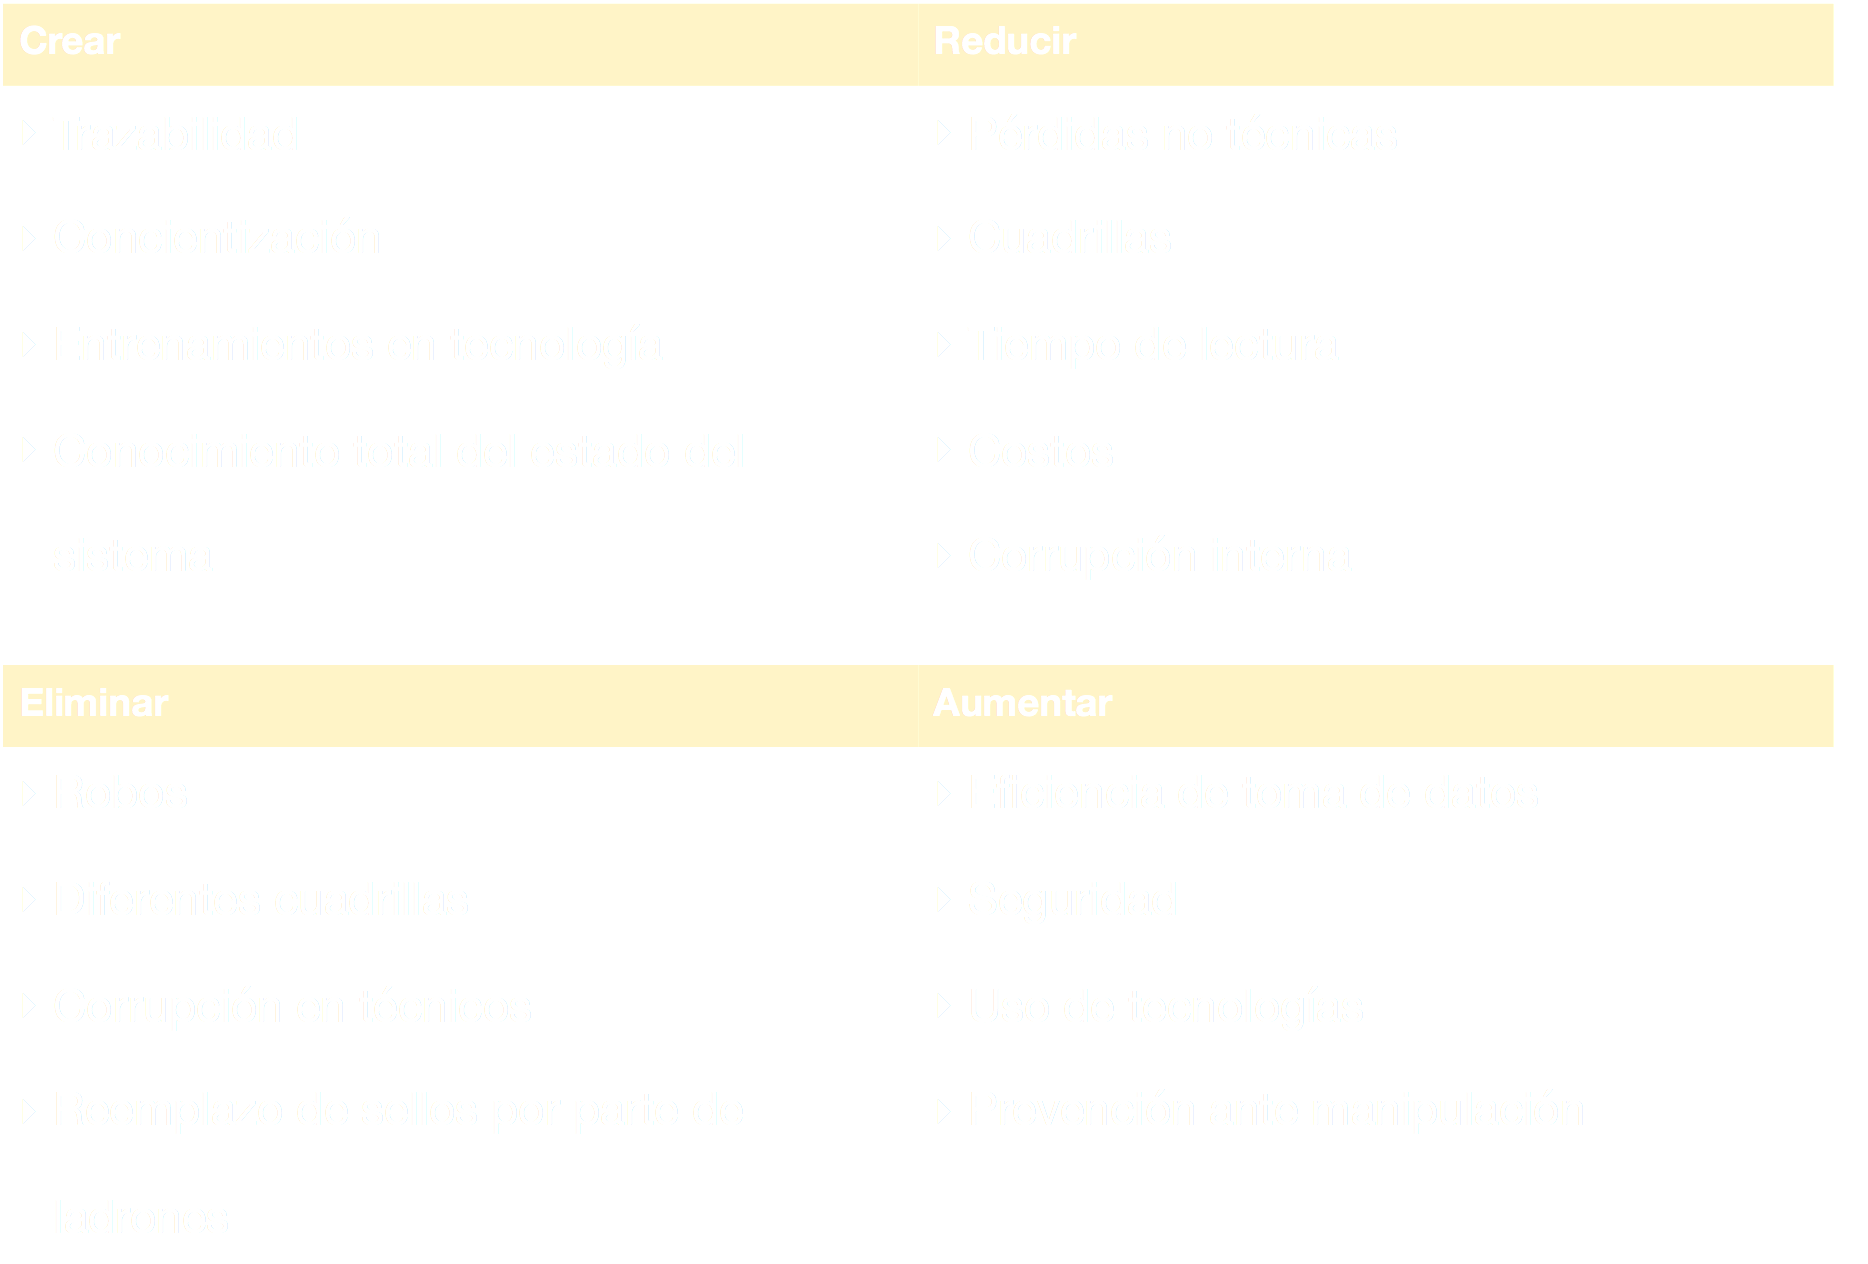 Crear
Trazabilidad
Concientización
Entrenamientos en tecnología
Conocimiento total del estado del
sistema
Reducir
Pérdidas no técnicas
Cuadrillas
Tiempo de lectura
Costos
Corrupción interna
Eliminar
Robos
Diferentes cuadrillas
Corrupción en técnicos
Reemplazo de sellos por parte de
ladrones
Aumentar
Eficiencia de toma de datos
Seguridad
Uso de tecnologías
Prevención ante manipulación